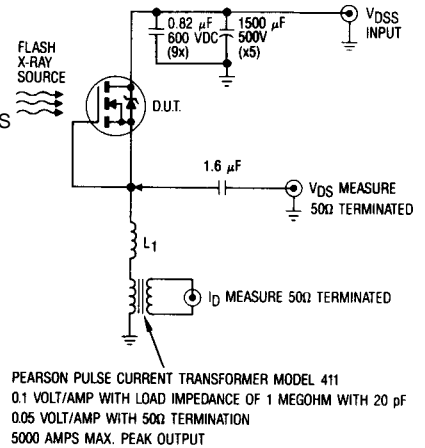 0.82 µF
600 VDC
(9x)
1500 µF
500V
(x5)
VDSS
INPUT
FLASH
X-RAY
SOURCE
S
D.U.T.
1.6 µF
VDS MEASURE
50Ω TERMINATED
L1
ID MEASURE 50Ω TERMINATED
PEARSON PULSE CURRENT TRANSFORMER MODEL 411
0.1 VOLT/AMP WITH LOAD IMPEDANCE OF 1 MEGOHM WITH 20 pF
0.05 VOLT/AMP WITH 50Ω TERMINATION
5000 AMPS MAX. PEAK OUTPUT